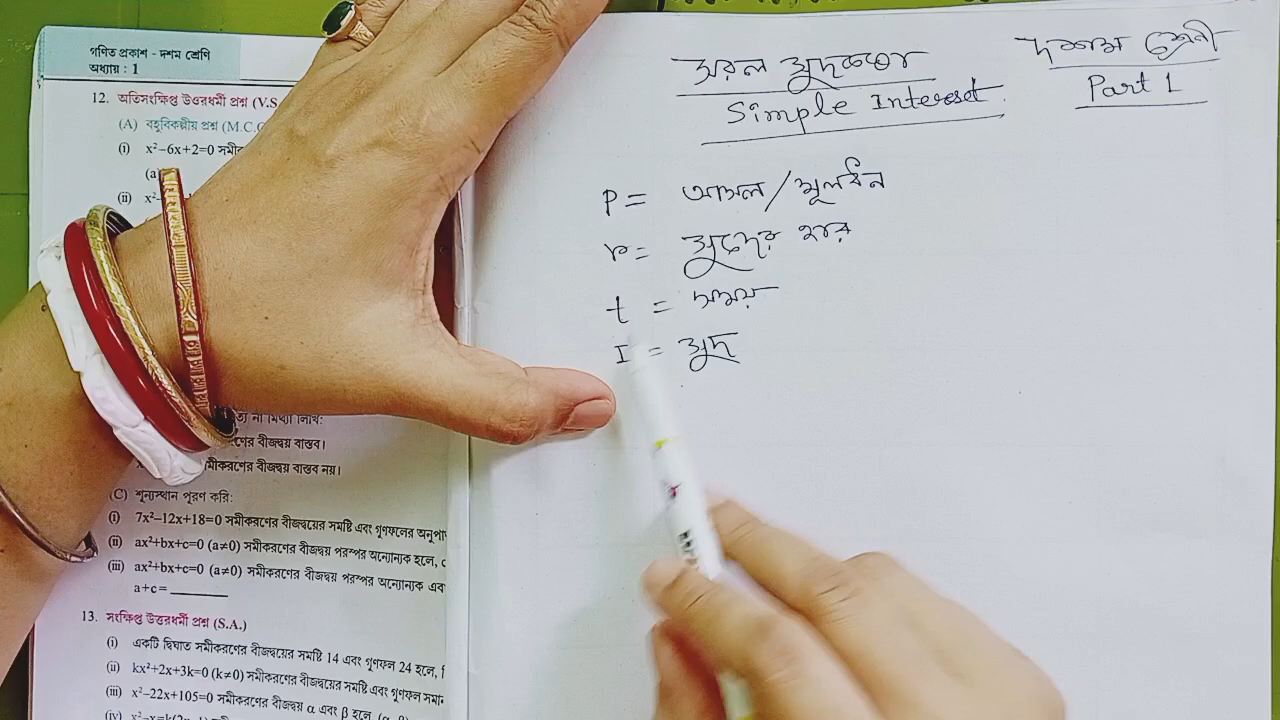 গণিত প্রকাশ - দশম শ্রেণি
অধ্যায় : 1
12. অতিসংক্ষিপ্ত উত্তরধর্মী প্রশ্ন (V.S
(A) বহুবিকল্পীয় প্রশ্ন (M.C.
(i) x²−6x+2=0
(a)
(ii) x²-
লিখি:
বীজদ্বয় বাস্তব।
সমীকরণের বীজদ্বয় বাস্তব নয়।
(C) শূন্যস্থান পূরণ করি:
(i) 7x²−12x+18=0 সমীকরণের বীজদ্বয়ের সমষ্টি এবং গুণফলের
(ii) ax²+bx+c=0 (a≠0) সমীকরণের বীজদ্বয় পরস্পর অন্যোন্যক হলে,
(iii) ax²+bx+c=0 (a≠0) সমীকরণের বীজদ্বয় পরস্পর অন্যোন্যক
a+c=
13. সংক্ষিপ্ত উত্তরধর্মী প্রশ্ন (S.A.)
(i) একটি দ্বিঘাত সমীকরণের বীজদ্বয়ের সমষ্টি 14 এবং গুণফল 24 হলে,
(ii) kx²+2x+3k=0 (k≠0) সমীকরণের বীজদ্বয়ের সমষ্টি এবং গুণফল
(iii) x²−22x+105=0 সমীকরণের বীজদ্বয় α এবং β হলে,
সরল সুদকষা
Simple Interest
দশম শ্রেণী
Part 1
P = আসল / মূলধন
r = সুদের হার
t = সময়
I = সুদ